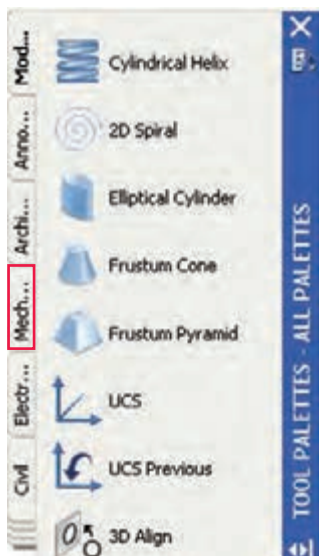 Mod...
Anno...
Archi...
Mech...
Electr...
Civil
Cylindrical Helix
2D Spiral
Elliptical Cylinder
Frustum Cone
Frustum Pyramid
UCS
UCS Previous
3D Align
TOOL PALETTES - ALL PALETTES